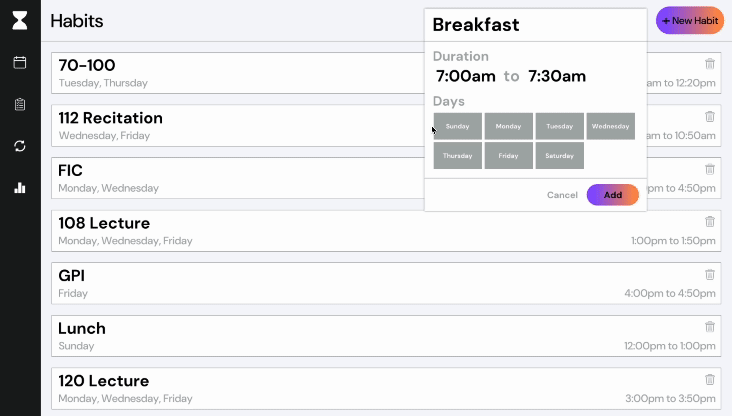 Habits
+ New Habit
Breakfast
Duration
7:00am to 7:30am
Days
Sunday Monday Tuesday Wednesday
Thursday Friday Saturday
Cancel Add
70-100
Tuesday, Thursday
am to 12:20pm
112 Recitation
Wednesday, Friday
am to 10:50am
FIC
Monday, Wednesday
pm to 4:50pm
108 Lecture
Monday, Wednesday, Friday
1:00pm to 1:50pm
GPI
Friday
4:00pm to 4:50pm
Lunch
Sunday
12:00pm to 1:00pm
120 Lecture
Monday, Wednesday, Friday
3:00pm to 3:50pm